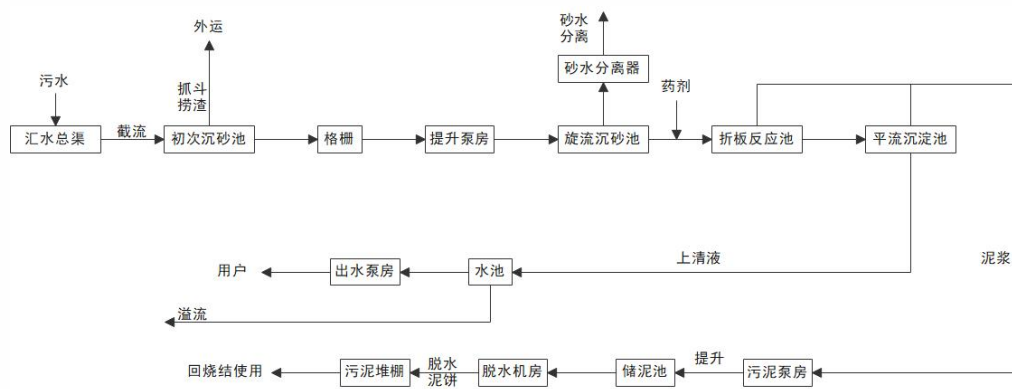 外运
砂水
分离
砂水分离器
污水
抓斗
捞渣
药剂
汇水总渠
截流
初次沉砂池
格栅
提升泵房
旋流沉砂池
折板反应池
平流沉淀池
用户
出水泵房
水池
上清液
泥浆
溢流
回烧结使用
污泥堆棚
脱水
泥饼
脱水机房
储泥池
提升
污泥泵房